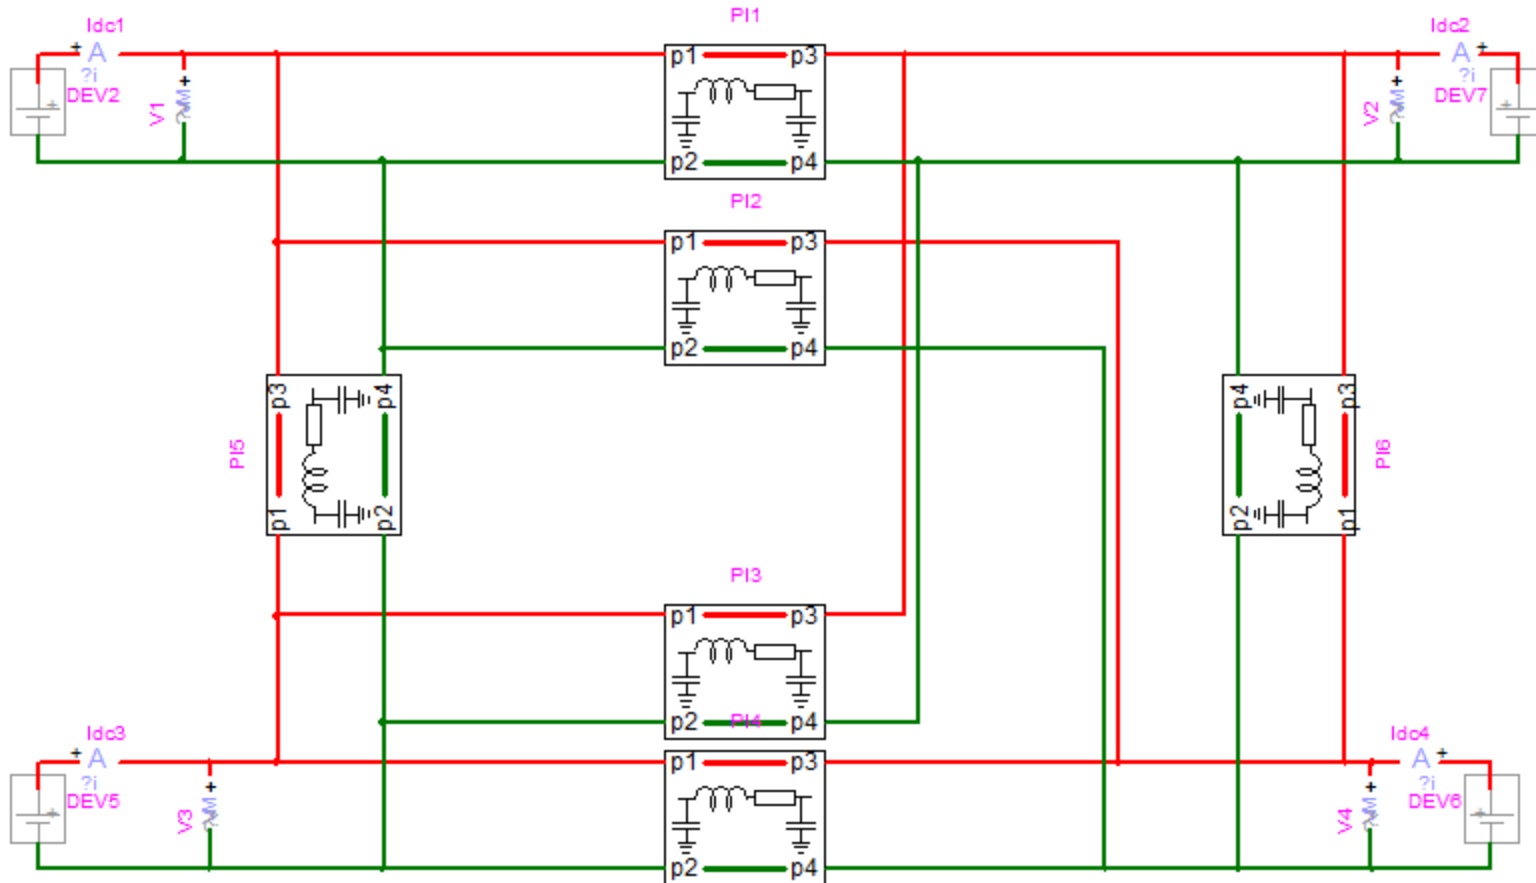 PI1
Idc1
Idc2
+ A
A +
?i
?i
DEV2
DEV7
V1
V2
+
+
p1 p3
p2 p4
PI2
p1 p3
p2 p4
PI5
p3 p4
p1 p2
PI6
p4 p3
p2 p1
PI3
p1 p3
p2 PI4 p4
Idc3
Idc4
+ A
A +
?i
?i
DEV5
DEV6
V3
V4
+
+
p1 p3
p2 p4